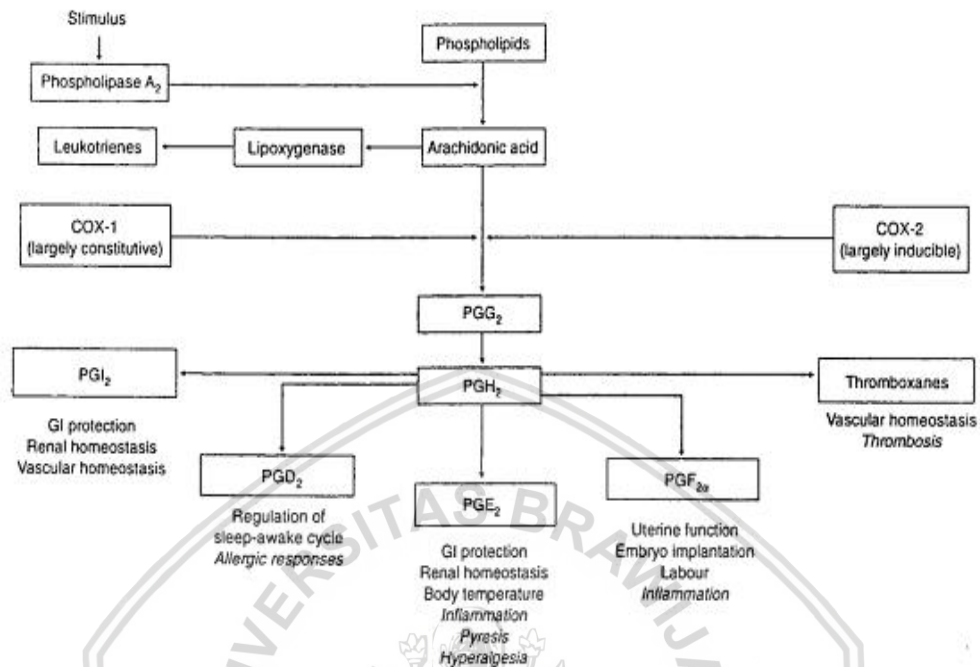 Stimulus
Phospholipids
Phospholipase A₂
Leukotrienes
Lipoxygenase
Arachidonic acid
COX-1
(largely constitutive)
COX-2
(largely inducible)
PGG₂
PGI₂
PGH₂
Thromboxanes
GI protection
Renal homeostasis
Vascular homeostasis
Vascular homeostasis
Thrombosis
PGD₂
Regulation of
sleep-awake cycle
Allergic responses
PGE₂
GI protection
Renal homeostasis
Body temperature
Inflammation
Pyresis
Hyperalgesia
PGF₂α
Uterine function
Embryo implantation
Labour
Inflammation